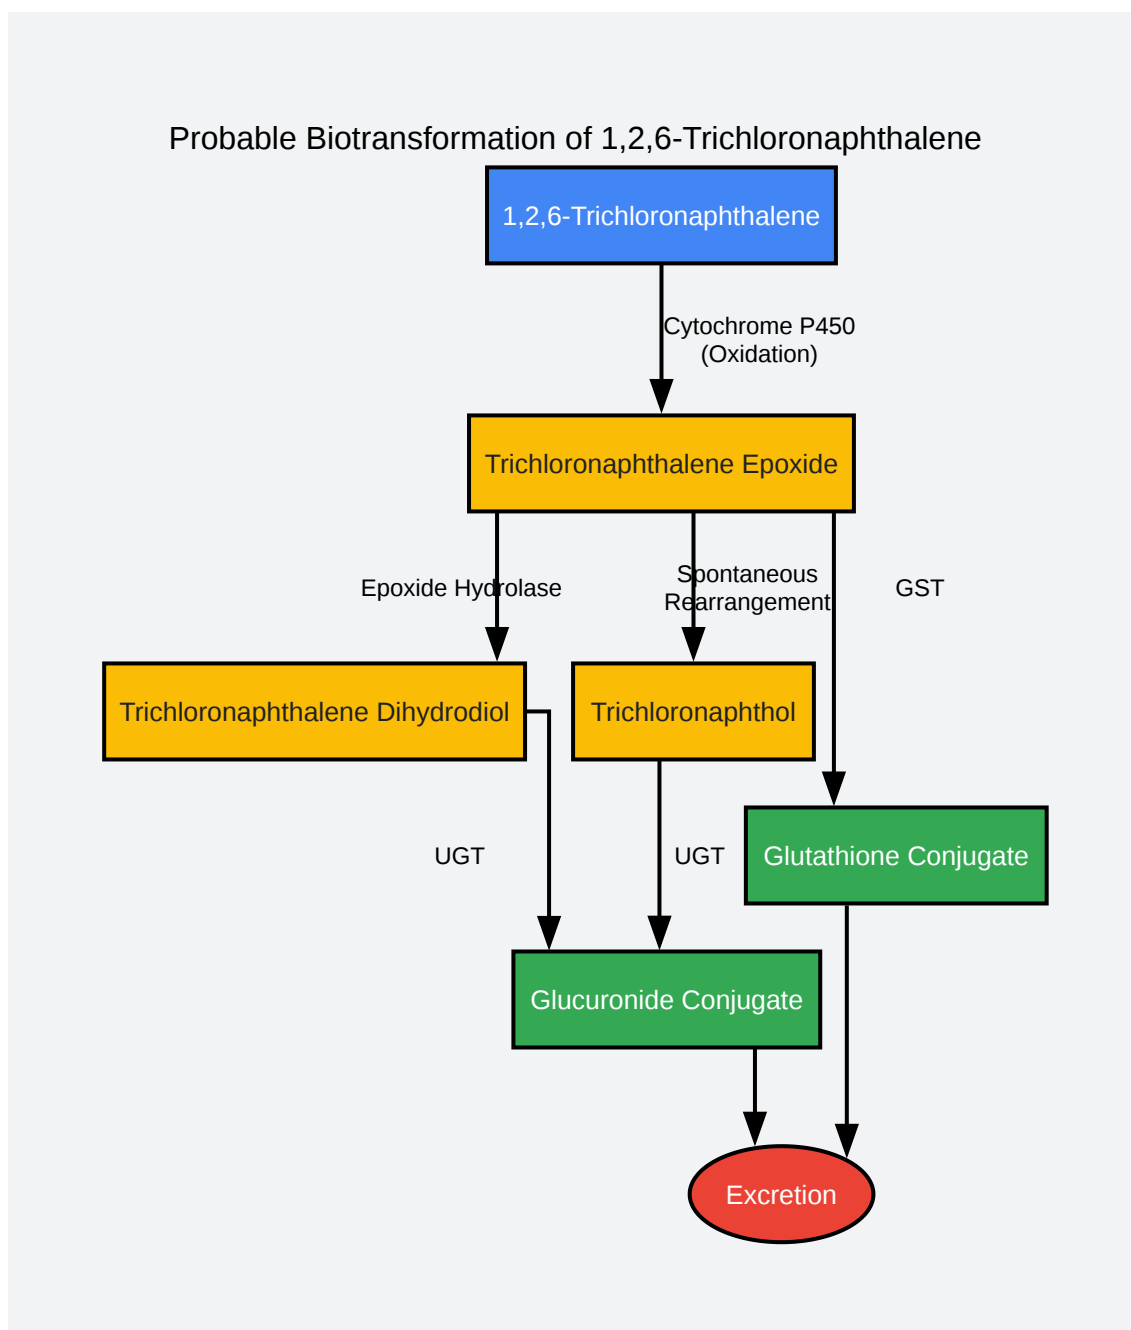 Probable Biotransformation of 1,2,6-Trichloronaphthalene
1,2,6-Trichloronaphthalene
Cytochrome P450
(Oxidation)
Trichloronaphthalene Epoxide
Epoxide Hydrolase
Spontaneous
Rearrangement
GST
Trichloronaphthalene Dihydrodiol
Trichloronaphthol
UGT
UGT
Glutathione Conjugate
Glucuronide Conjugate
Excretion